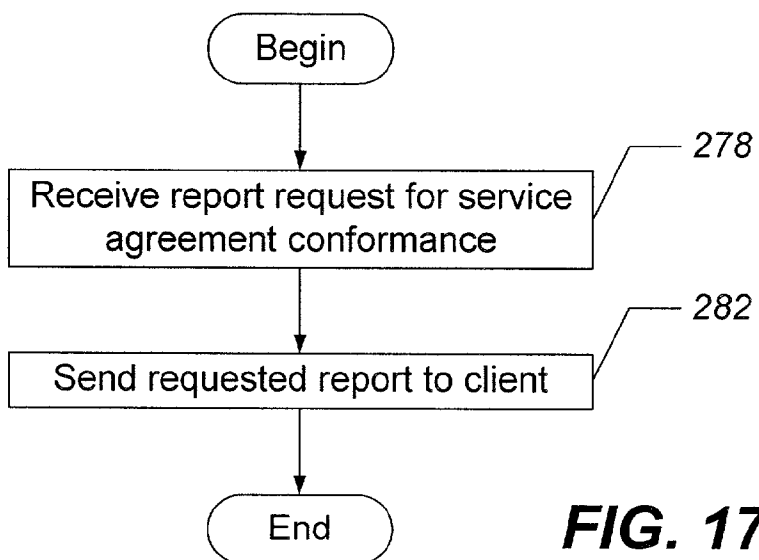 Begin
278
Receive report request for service
agreement conformance
282
Send requested report to client
End
FIG. 17